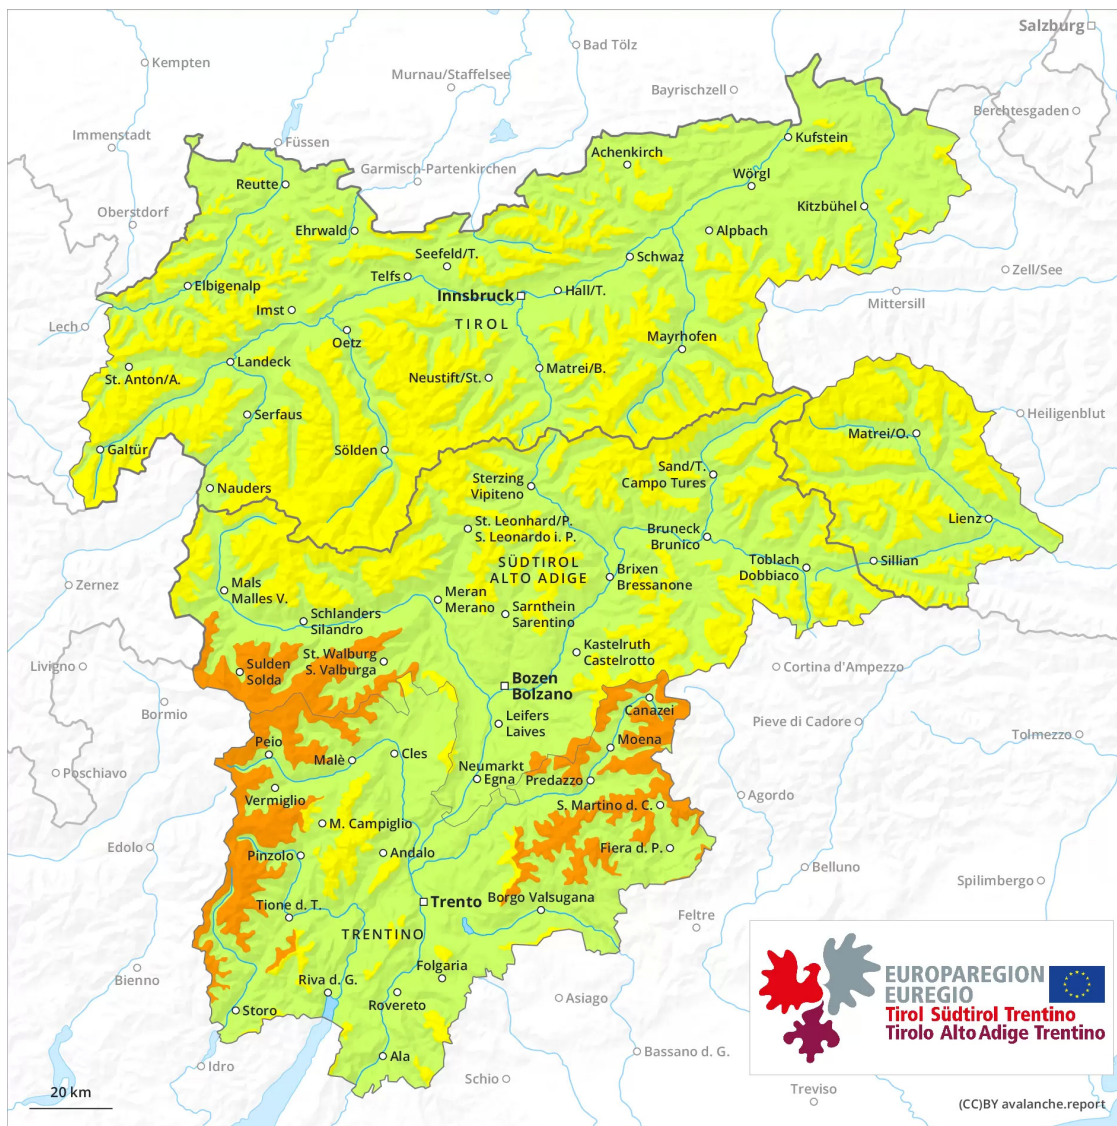 Salzburg
Bad Tölz
Kempten
Murnau/Staffelsee
Bayrischzell
Berchtesgaden
Immenstadt
Füssen
Kufstein
Achenkirch
Garmisch-Partenkirchen
Wörgl
Reutte
Oberstdorf
Kitzbühel
Ehrwald
Alpbach
Seefeld/T.
Schwaz
Zell/See
Telfs
Elbigenalp
Hall/T.
Innsbruck
Mittersill
Imst
Lech
TIROL
Oetz
Mayrhofen
Landeck
Matrei/B.
St. Anton/A.
Neustift/St.
Serfaus
Heiligenblut
Matrei/O.
Galtür
Sölden
Sand/T.
Campo Tures
Sterzing
Vipiteno
Nauders
Lienz
St. Leonhard/P.
S. Leonardo i. P.
Bruneck
Brunico
SÜDTIROL
ALTO ADIGE
Toblach
Dobbiaco
Sillian
Zernez
Brixen
Bressanone
Mals
Malles V.
Meran
Merano
Schlanders
Silandro
Sarnthein
Sarentino
Kastelruth
Castelrotto
Livigno
St. Walburg
S. Valburga
Cortina d'Ampezzo
Sulden
Solda
Bozen
Bolzano
Bormio
Canazei
Leifers
Laives
Pieve di Cadore
Tolmezzo
Moena
Peio
Malè
Cles
Poschiavo
Neumarkt
Egna
Predazzo
Vermiglio
Agordo
S. Martino d. C.
M. Campiglio
Edolo
Pinzolo
Andalo
Fiera d. P.
Belluno
Spilimbergo
Borgo Valsugana
Trento
Tione d. T.
Feltre
TRENTINO
Bienno
Folgaria
EUROPAREGION
EUREGIO
Tirol Südtirol Trentino
Tirolo Alto Adige Trentino
Riva d. G.
Rovereto
Asiago
Storo
Bassano d. G.
Ala
Idro
Schio
Treviso
20 km
(CC)BY avalanche.report